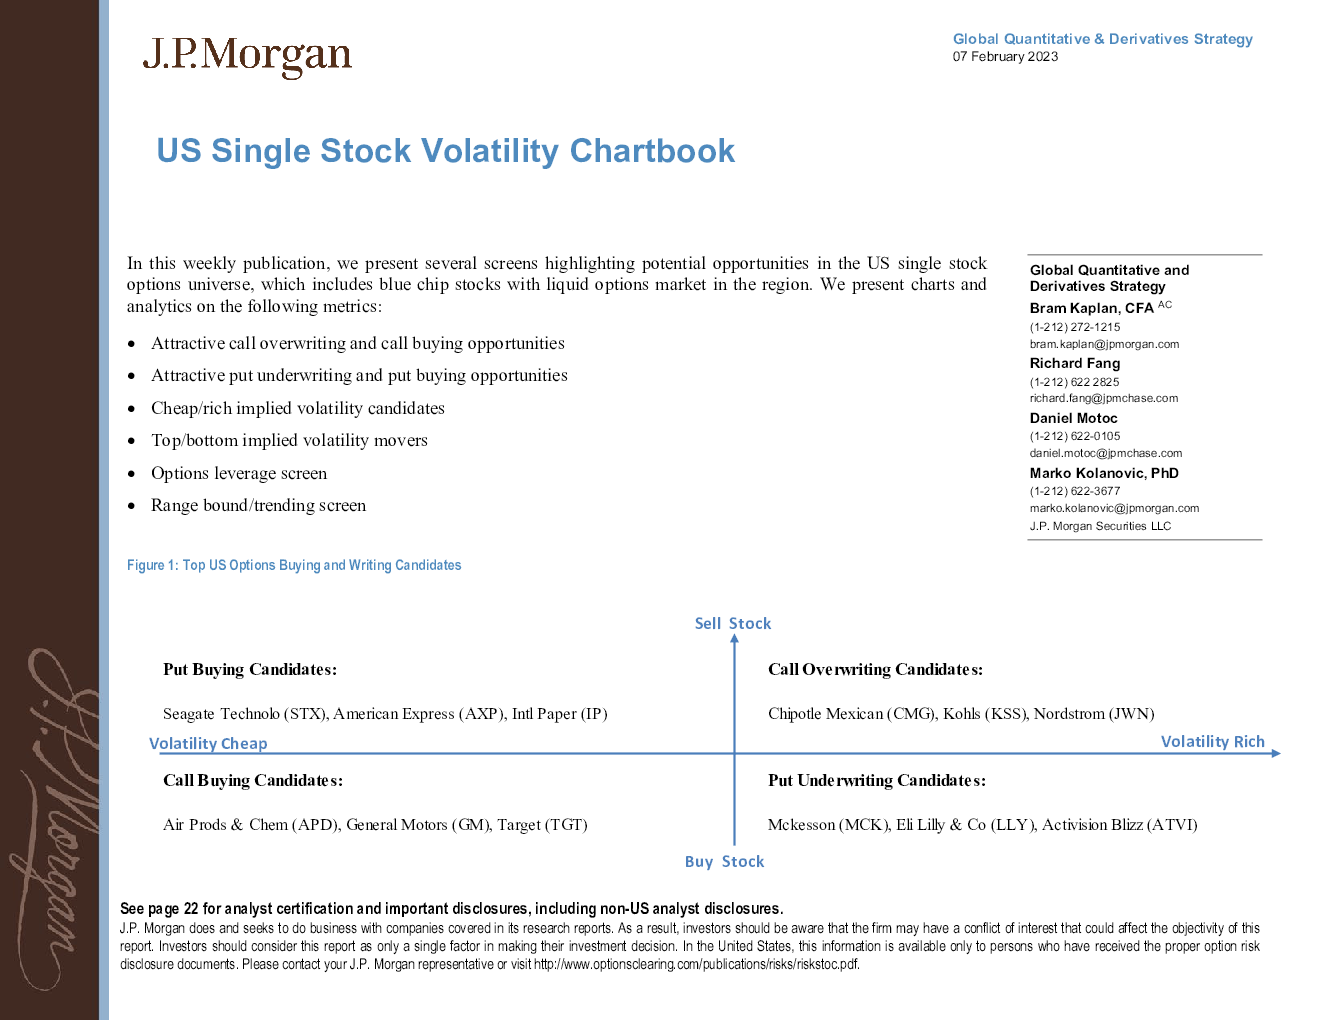 J.P.Morgan
Global Quantitative & Derivatives Strategy
07 February 2023
US Single Stock Volatility Chartbook
In this weekly publication, we present several screens highlighting potential opportunities in the US single stock
options universe, which includes blue chip stocks with liquid options market in the region. We present charts and
analytics on the following metrics:
• Attractive call overwriting and call buying opportunities
• Attractive put underwriting and put buying opportunities
• Cheap/rich implied volatility candidates
• Top/bottom implied volatility movers
• Options leverage screen
• Range bound/trending screen
Global Quantitative and
Derivatives Strategy
Bram Kaplan, CFA AC
(1-212) 272-1215
bram.kaplan@jpmorgan.com
Richard Fang
(1-212) 622 2825
richard.fang@jpmchase.com
Daniel Motoc
(1-212) 622-0105
daniel.motoc@jpmchase.com
Marko Kolanovic, PhD
(1-212) 622-3677
marko.kolanovic@jpmorgan.com
J.P. Morgan Securities LLC
Figure 1: Top US Options Buying and Writing Candidates
Sell Stock
Put Buying Candidates:
Seagate Technolo (STX), American Express (AXP), Intl Paper (IP)
Call Overwriting Candidates:
Chipotle Mexican (CMG), Kohls (KSS), Nordstrom (JWN)
Volatility Cheap
Volatility Rich
Call Buying Candidates:
Air Prods & Chem (APD), General Motors (GM), Target (TGT)
Put Underwriting Candidates:
Mckesson (MCK), Eli Lilly & Co (LLY), Activision Blizz (ATVI)
Buy Stock
J.P.Morgan
See page 22 for analyst certification and important disclosures, including non-US analyst disclosures.
J.P. Morgan does and seeks to do business with companies covered in its research reports. As a result, investors should be aware that the firm may have a conflict of interest that could affect the objectivity of this
report. Investors should consider this report as only a single factor in making their investment decision. In the United States, this information is available only to persons who have received the proper option risk
disclosure documents. Please contact your J.P. Morgan representative or visit http://www.optionsclearing.com/publications/risks/riskstoc.pdf.